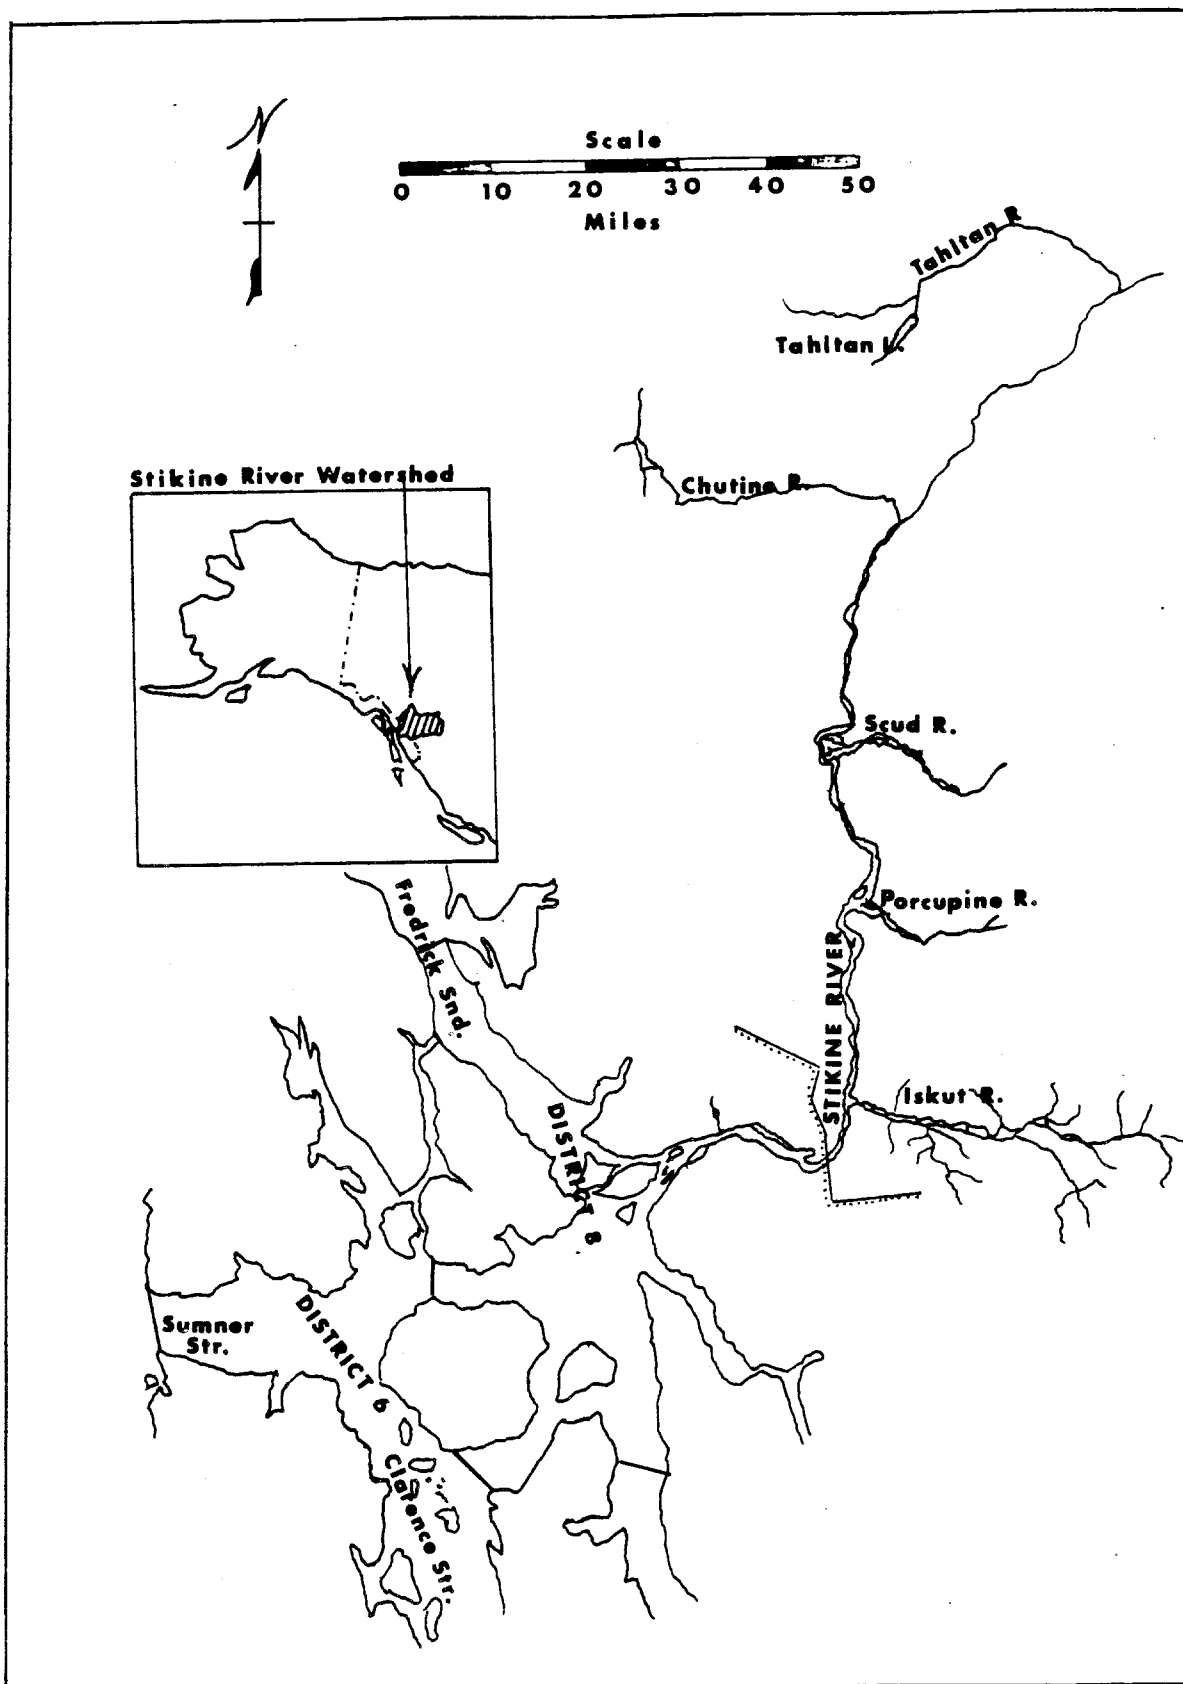 N
Scale
0 10 20 30 40 50
Miles
Tahltan R
Tahltan L.
Chutine R.
Stikine River Watershed
Scud R.
Porcupine R.
Fredrick Snd.
STIKINE RIVER
Iskut R.
DISTRICT 8
Sumner
Str.
DISTRICT 6
Clarence Str.